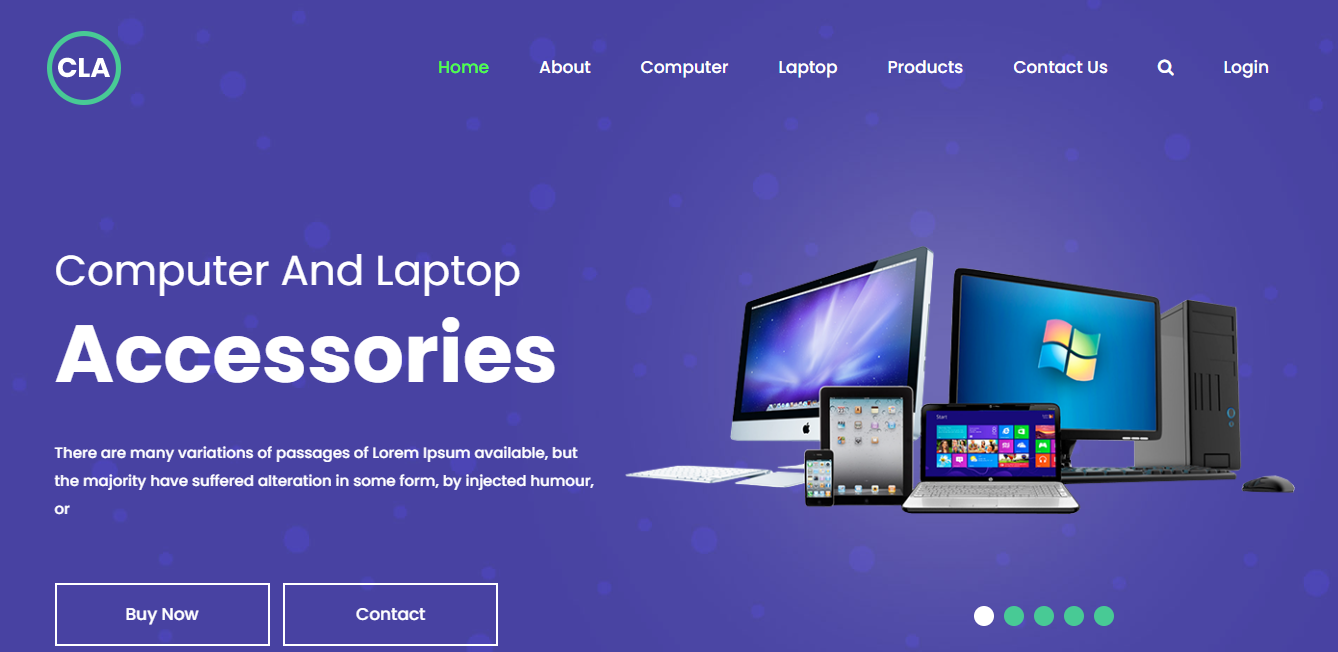 CLA
Home About Computer Laptop Products Contact Us Login
Computer And Laptop
Accessories
There are many variations of passages of Lorem Ipsum available, but
the majority have suffered alteration in some form, by injected humour,
or
Buy Now Contact
Start